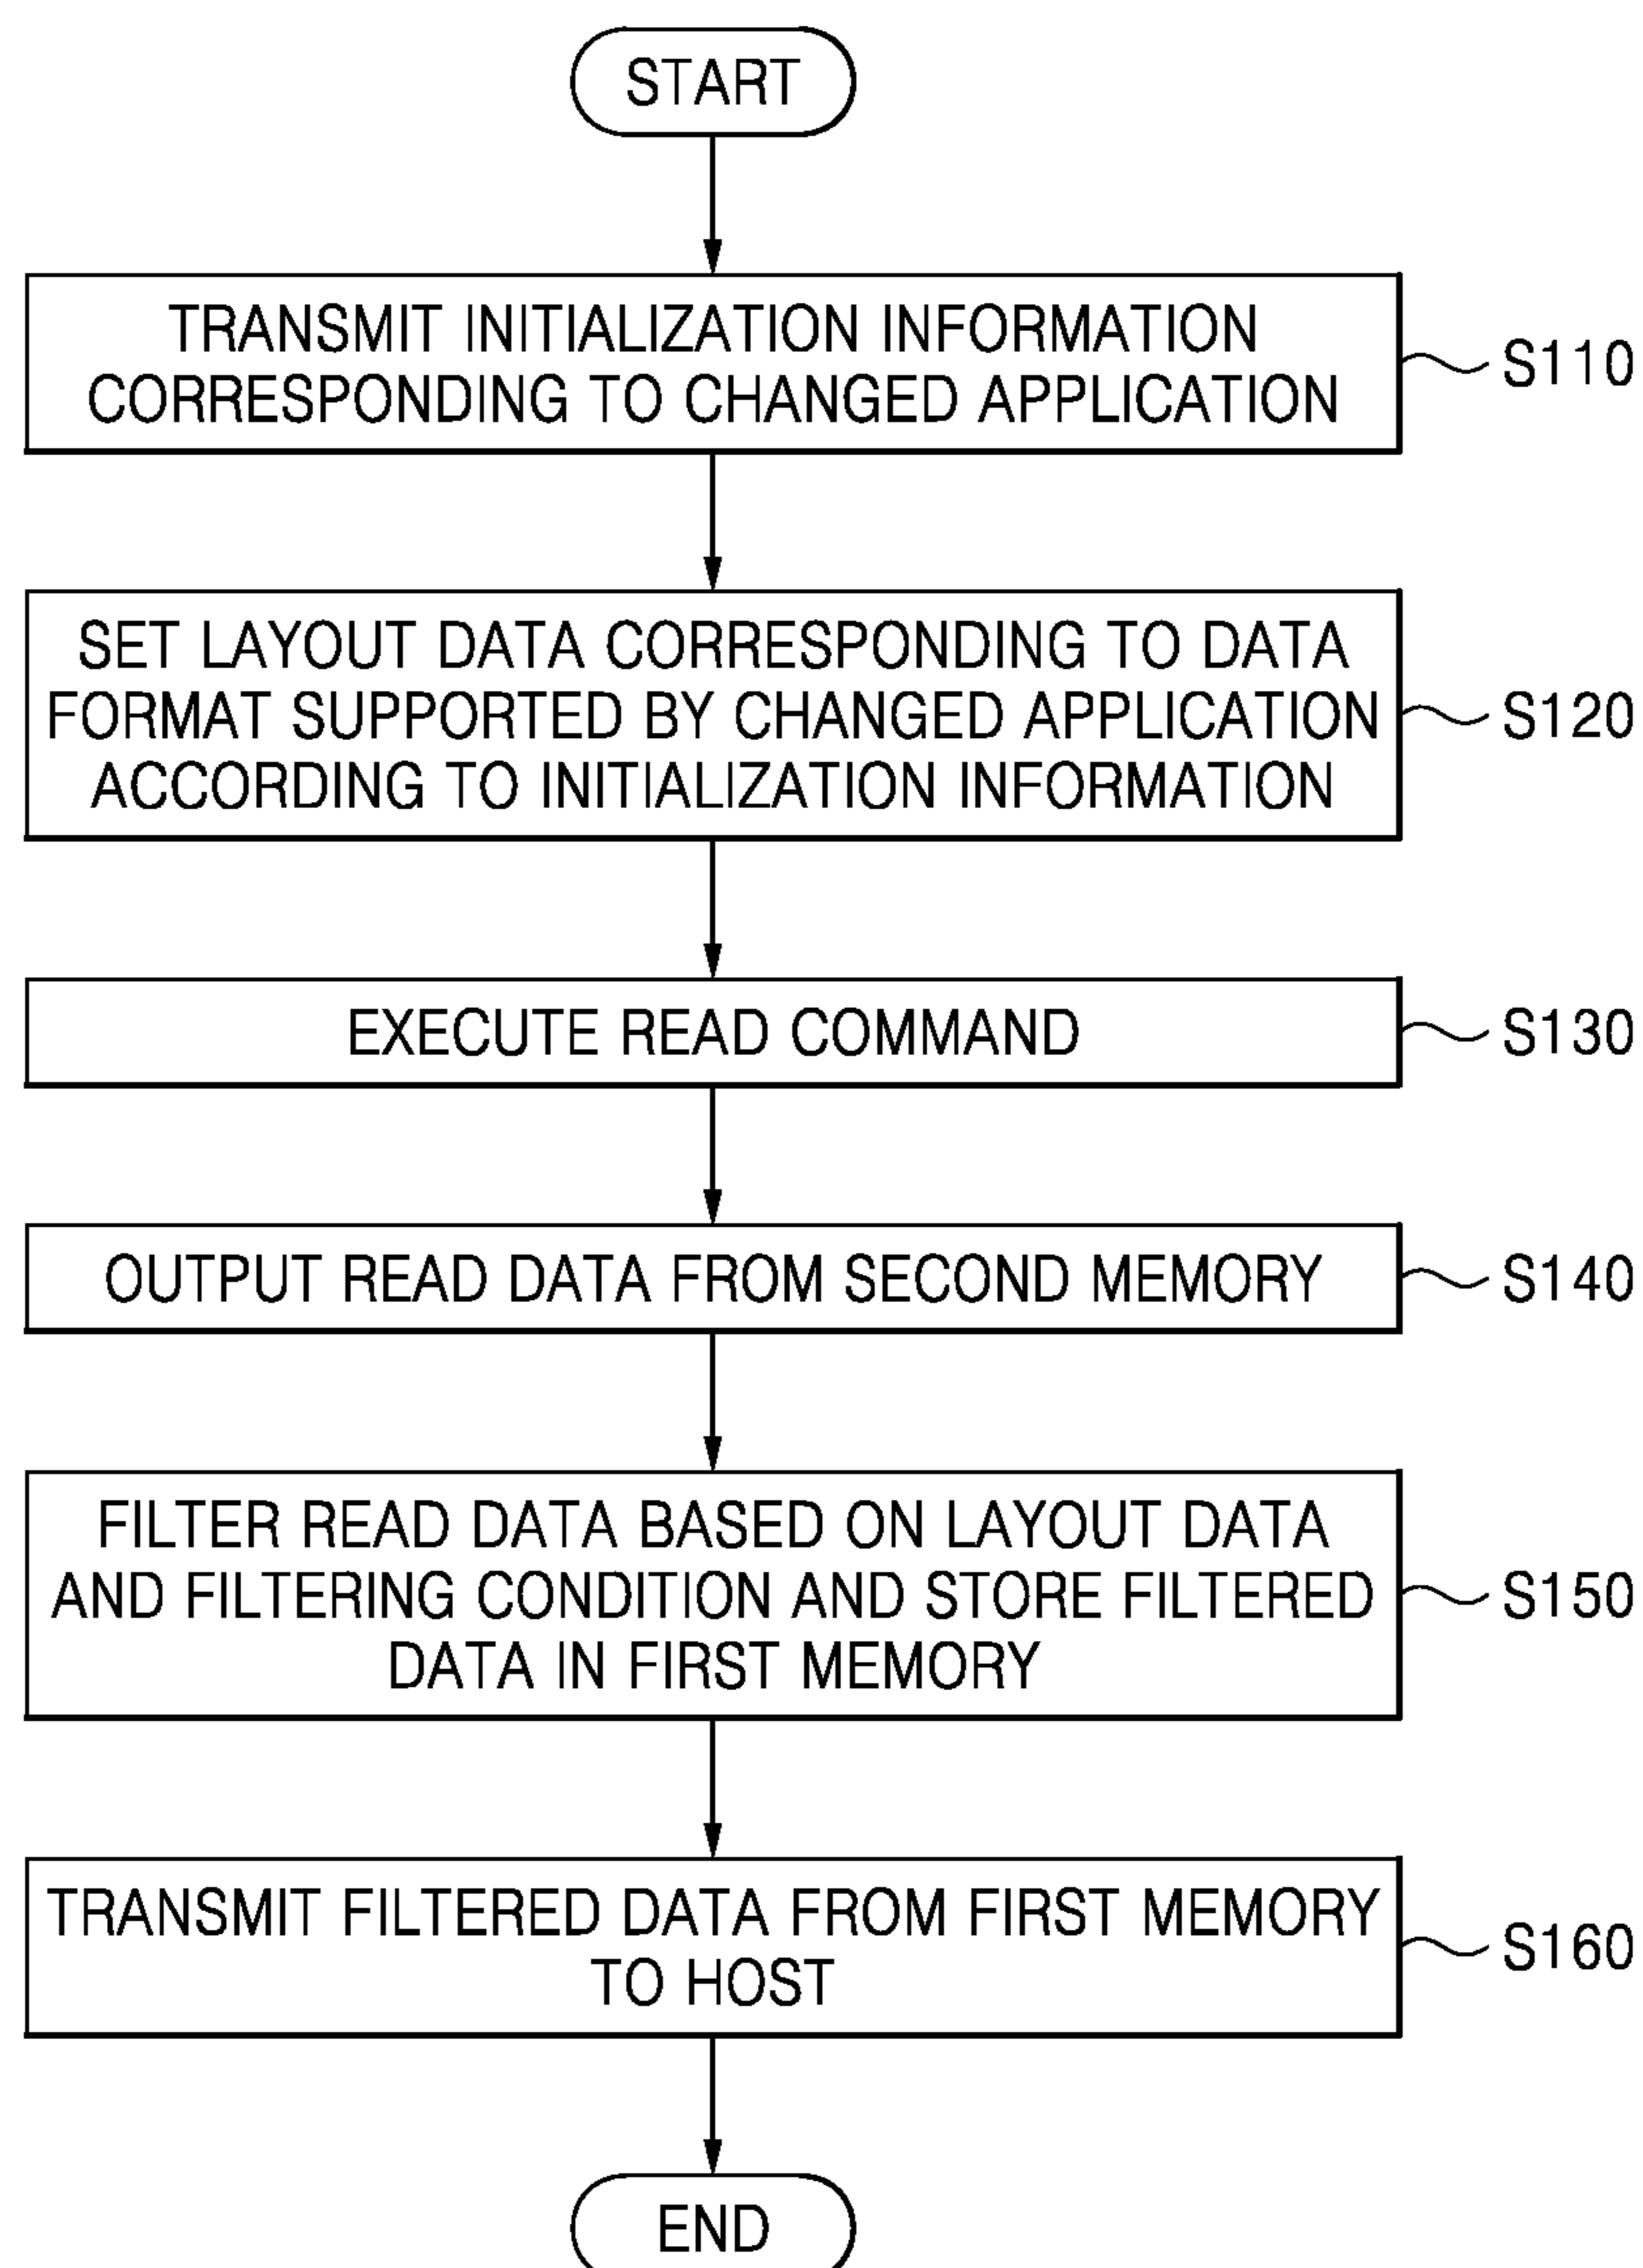 START
TRANSMIT INITIALIZATION INFORMATION
CORRESPONDING TO CHANGED APPLICATION
S110
SET LAYOUT DATA CORRESPONDING TO DATA
FORMAT SUPPORTED BY CHANGED APPLICATION
ACCORDING TO INITIALIZATION INFORMATION
S120
EXECUTE READ COMMAND
S130
OUTPUT READ DATA FROM SECOND MEMORY
S140
FILTER READ DATA BASED ON LAYOUT DATA
AND FILTERING CONDITION AND STORE FILTERED
DATA IN FIRST MEMORY
S150
TRANSMIT FILTERED DATA FROM FIRST MEMORY
TO HOST
S160
END